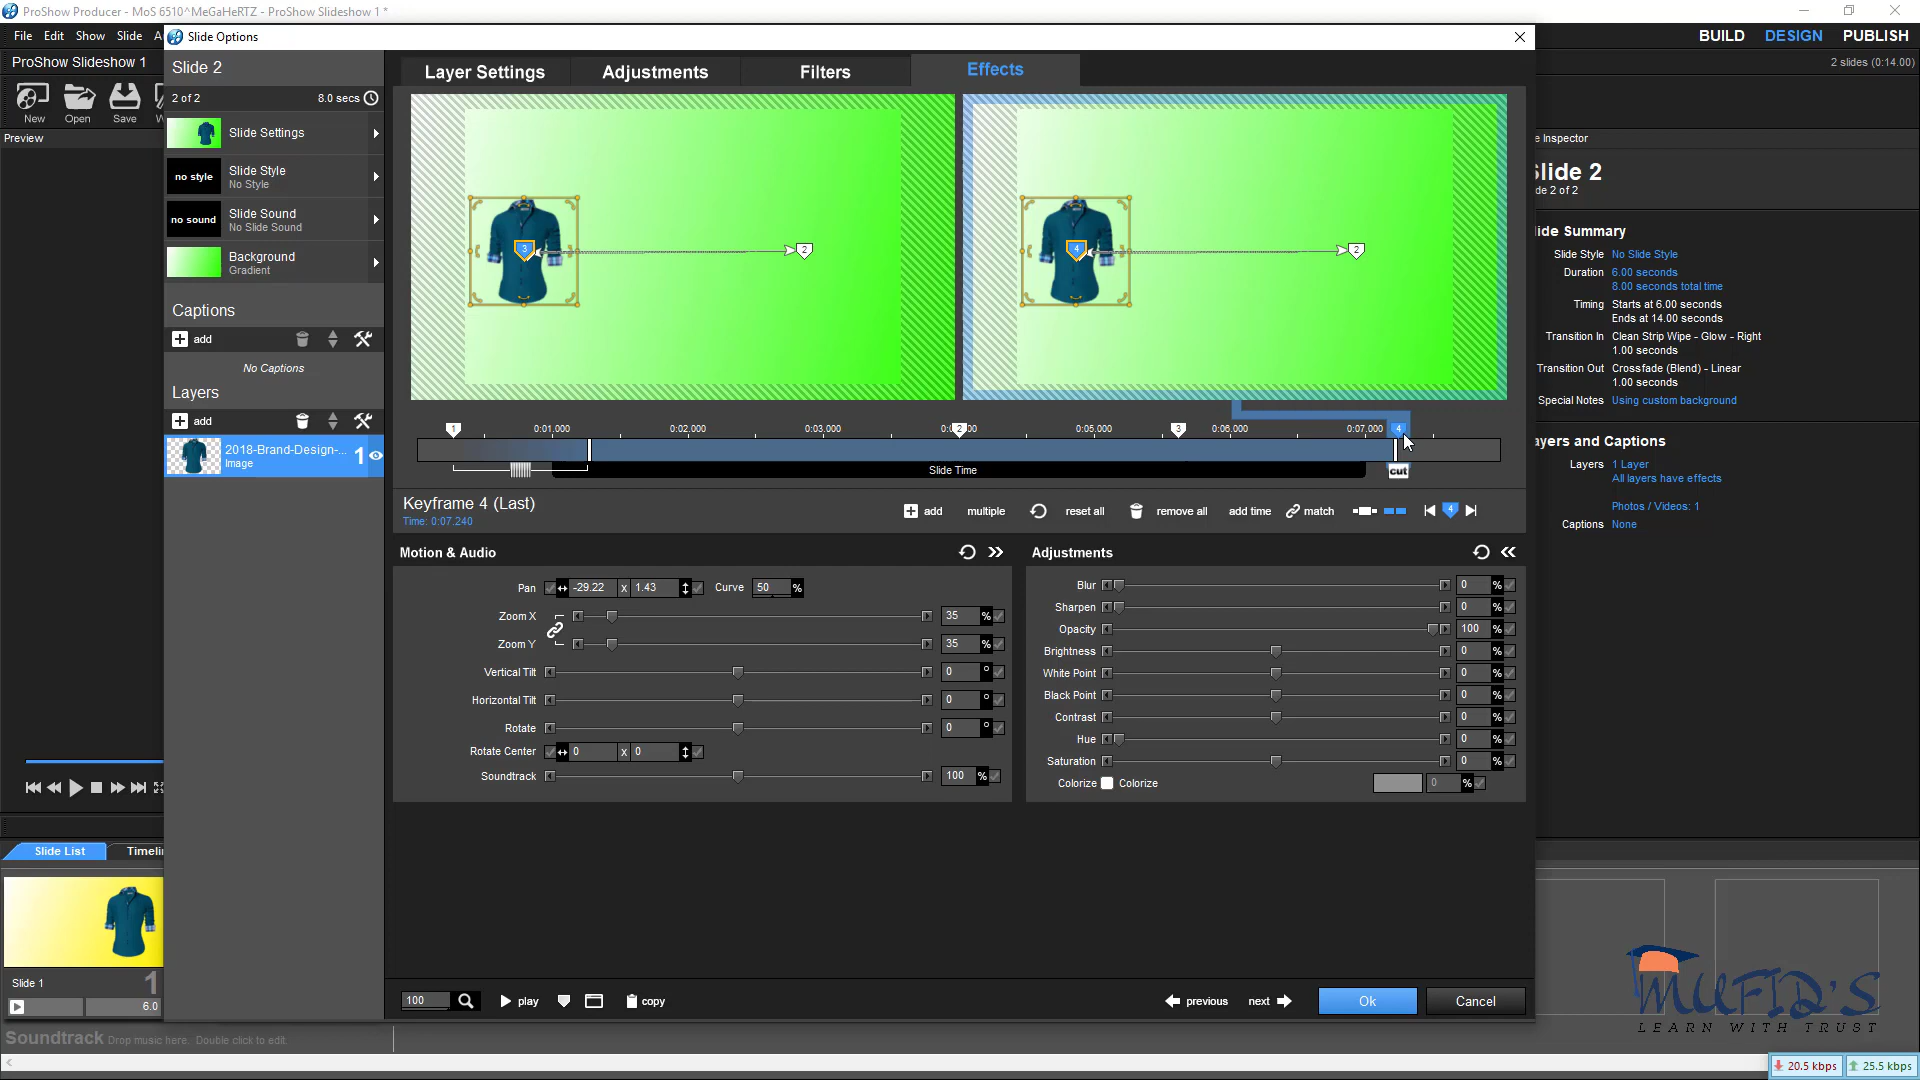 ProShow Producer - MoS 6510^MeGaHeRTZ - ProShow Slideshow 1 *
File Edit Show Slide A
BUILD DESIGN PUBLISH
ProShow Slideshow 1
2 slides (0:14.00)
New Open Save W
Preview
Slide Options
Slide 2
2 of 2 8.0 secs
Slide Settings
no style Slide Style
No Style
no sound Slide Sound
No Slide Sound
Background
Gradient
Captions
add
No Captions
Layers
add
2018-Brand-Design-... 1
Image
Layer Settings Adjustments Filters Effects
3 2
4 2
1 0:01.000 0:02.000 0:03.000 2 0:05.000 3 0:06.000 0:07.000 4
Slide Time cut
Keyframe 4 (Last)
Time: 0:07.240
add multiple reset all remove all add time match 4
Motion & Audio
Pan -29.22 x 1.43 Curve 50 %
Zoom X 35 %
Zoom Y 35 %
Vertical Tilt 0 °
Horizontal Tilt 0 °
Rotate 0 °
Rotate Center 0 x 0
Soundtrack 100 %
Adjustments
Blur 0 %
Sharpen 0 %
Opacity 100 %
Brightness 0 %
White Point 0 %
Black Point 0 %
Contrast 0 %
Hue 0 %
Saturation 0 %
Colorize Colorize 0 %
100 play copy previous next Ok Cancel
e Inspector
Slide 2
de 2 of 2
lide Summary
Slide Style No Slide Style
Duration 6.00 seconds
8.00 seconds total time
Timing Starts at 6.00 seconds
Ends at 14.00 seconds
Transition In Clean Strip Wipe - Glow - Right
1.00 seconds
Transition Out Crossfade (Blend) - Linear
1.00 seconds
Special Notes Using custom background
ayers and Captions
Layers 1 Layer
All layers have effects
Photos / Videos: 1
Captions None
Slide List Timeli
Slide 1 1
6.0
Soundtrack Drop music here. Double click to edit.
MUFID'S
LEARN WITH TRUST
20.5 kbps 25.5 kbps